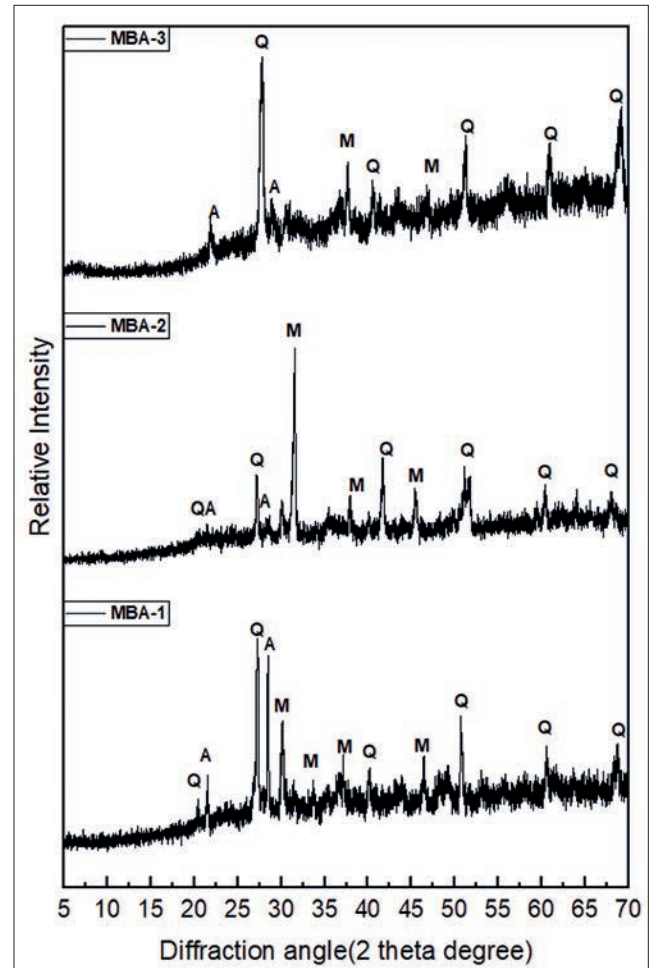 MBA-3
Q
Q
Q
Q
M
Q
M
A
A
MBA-2
M
Q
Q
Q
Q
Q
M
M
A
QA
Relative Intensity
MBA-1
Q
A
Q
M
Q
Q
A
M
M
Q
M
Q
5 10 15 20 25 30 35 40 45 50 55 60 65 70
Diffraction angle(2 theta degree)